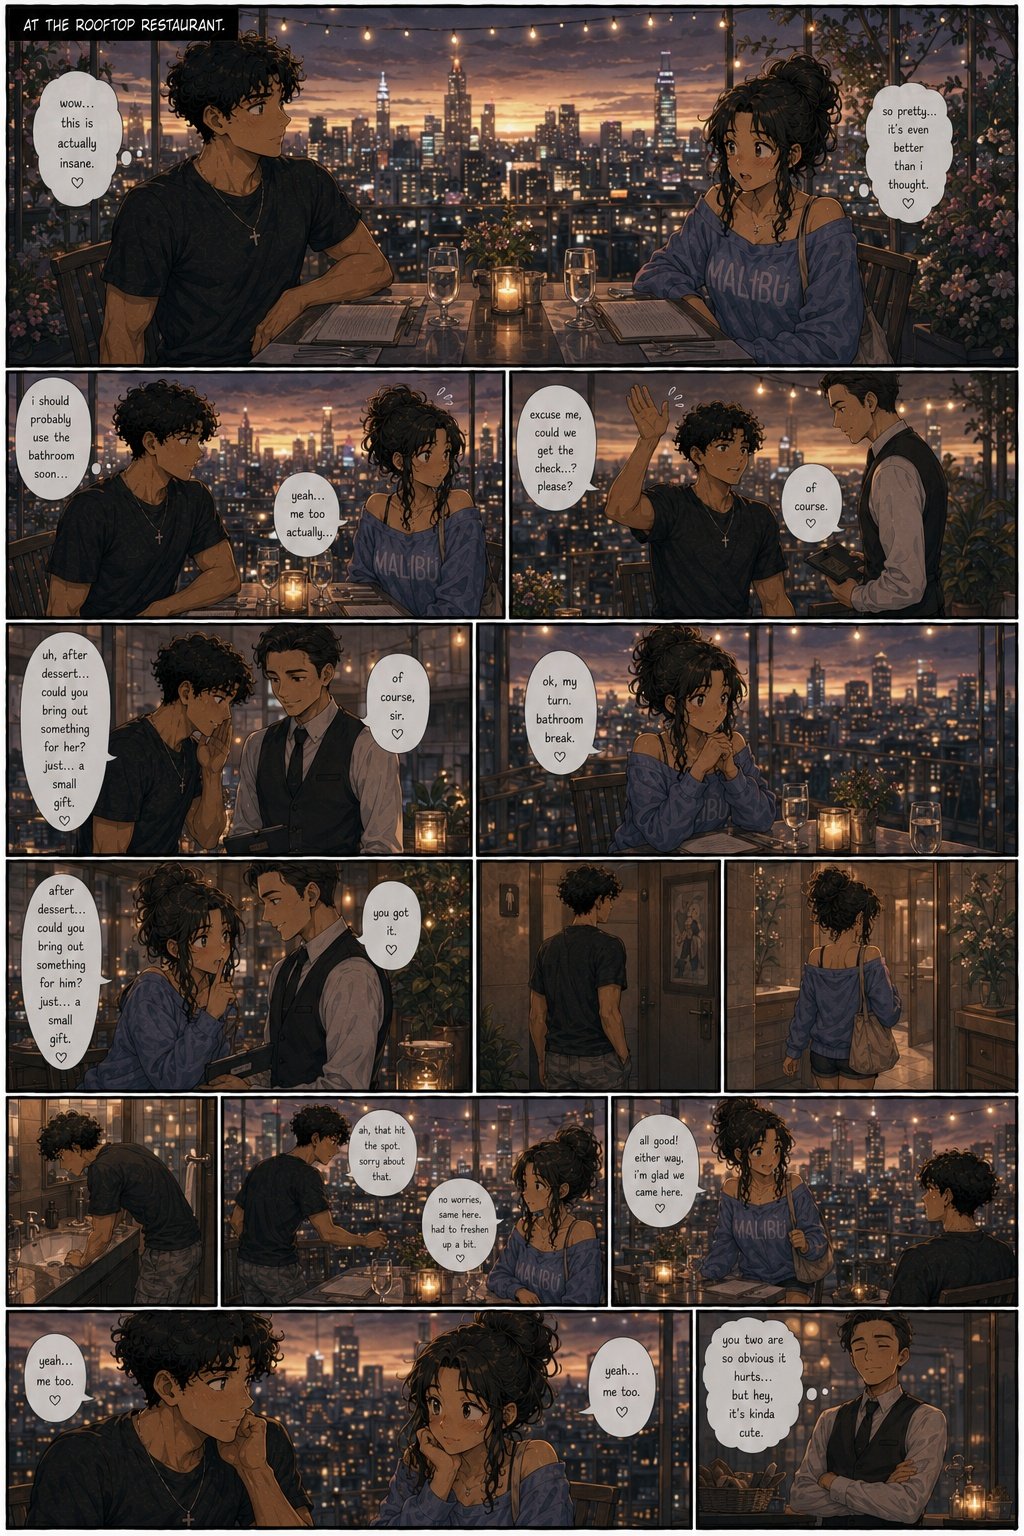 AT THE ROOFTOP RESTAURANT.
wow...
this is
actually
insane.
♡
so pretty...
it's even
better
than i
thought.
♡
MALIBU
i should
probably
use the
bathroom
soon...
yeah...
me too
actually...
MALIBU
excuse me,
could we
get the
check...?
please?
of
course.
♡
uh, after
dessert...
could you
bring out
something
for her?
just... a
small
gift.
♡
of
course,
sir.
♡
ok, my
turn.
bathroom
break.
♡
IBU
after
dessert...
could you
bring out
something
for him?
just... a
small
gift.
♡
you got
it.
♡
ah, that hit
the spot.
sorry about
that.
no worries,
same here.
had to freshen
up a bit.
♡
MALIBU
all good!
either way,
i'm glad we
came here.
♡
MALIBU
yeah...
me too.
♡
yeah...
me too.
♡
you two are
so obvious it
hurts...
but hey,
it's kinda
cute.